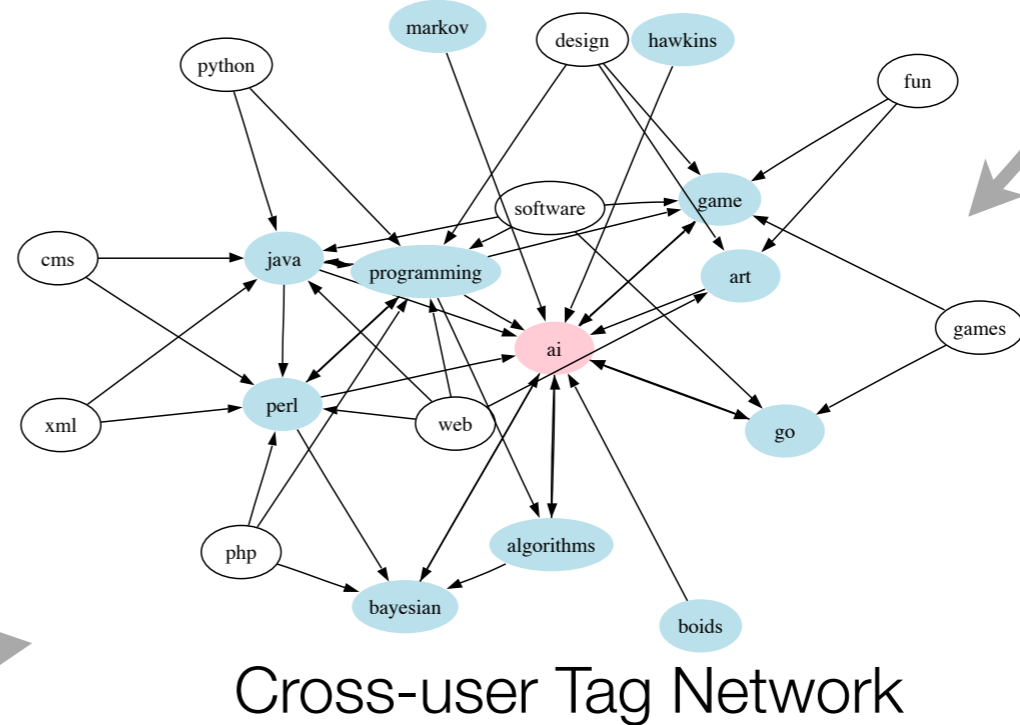 markov
design
hawkins
python
fun
software
game
cms
java
programming
art
ai
games
xml
perl
web
go
php
algorithms
bayesian
boids
Cross-user Tag Network